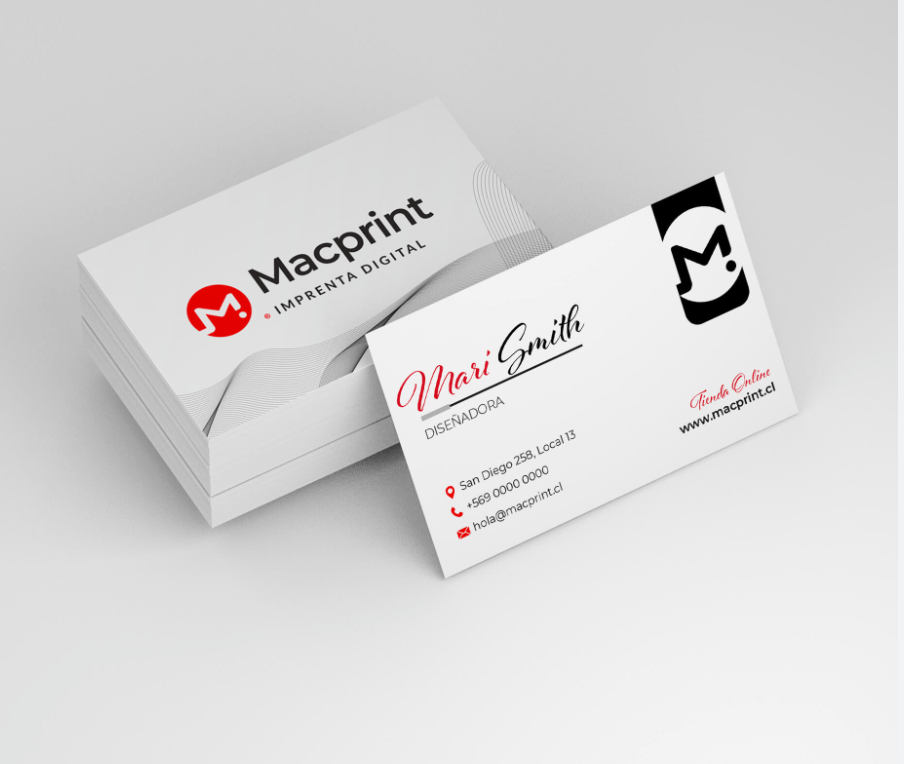 Macprint
IMPRENTA DIGITAL
Mari Smith
DISEÑADORA
San Diego 258, Local 13
+569 0000 0000
hola@macprint.cl
M.
Tienda Online
www.macprint.cl